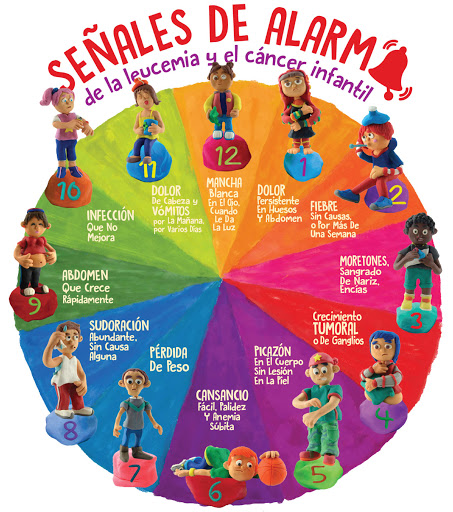 SEÑALES DE ALARM
de la leucemia y el cáncer infantil
12
MANCHA
Blanca
En El Ojo,
Cuando
Le Da
La Luz
1
DOLOR
Persistente
En Huesos
Y Abdomen
2
FIEBRE
Sin Causas,
o Por Más De
Una Semana
3
MORETONES,
Sangrado
De Nariz,
Encías
4
Crecimiento
TUMORAL
o De Ganglios
5
PICAZÓN
En El Cuerpo
Sin Lesión
En La Piel
6
CANSANCIO
Fácil, Palidez
Y Anemia
Súbita
7
PÉRDIDA
De Peso
8
SUDORACIÓN
Abundante,
Sin Causa
Alguna
9
ABDOMEN
Que Crece
Rápidamente
10
INFECCIÓN
Que No
Mejora
11
DOLOR
De Cabeza y
VÓMITOS
por La Mañana,
por Varios Días